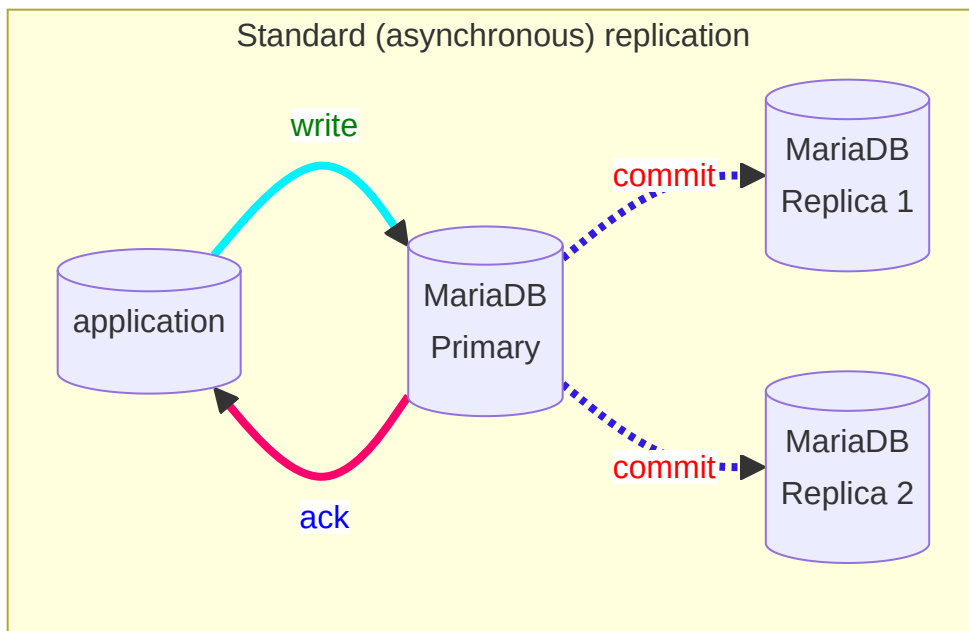 Standard (asynchronous) replication
write
application
ack
MariaDB
Primary
commit
commit
MariaDB
Replica 1
MariaDB
Replica 2